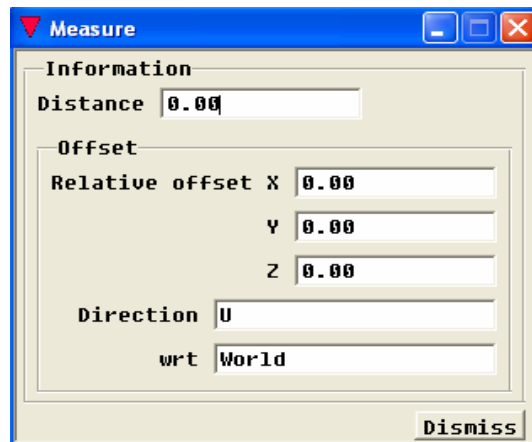 Measure
Information
Distance 0.00
Offset
Relative offset X 0.00
Y 0.00
Z 0.00
Direction U
wrt World
Dismiss